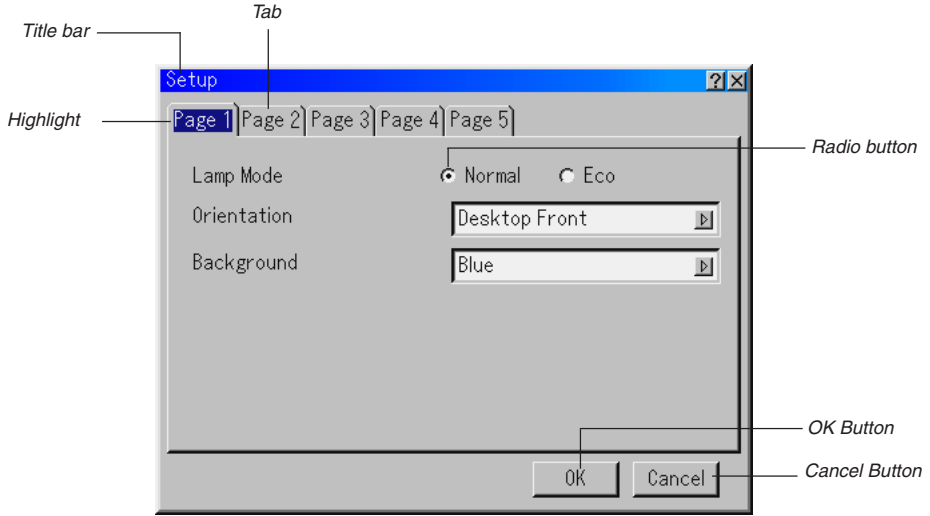 Tab
Title bar
Setup
Highlight
Page 1 Page 2 Page 3 Page 4 Page 5
Radio button
Lamp Mode Normal Eco
Orientation Desktop Front
Background Blue
OK Button
OK Cancel
Cancel Button